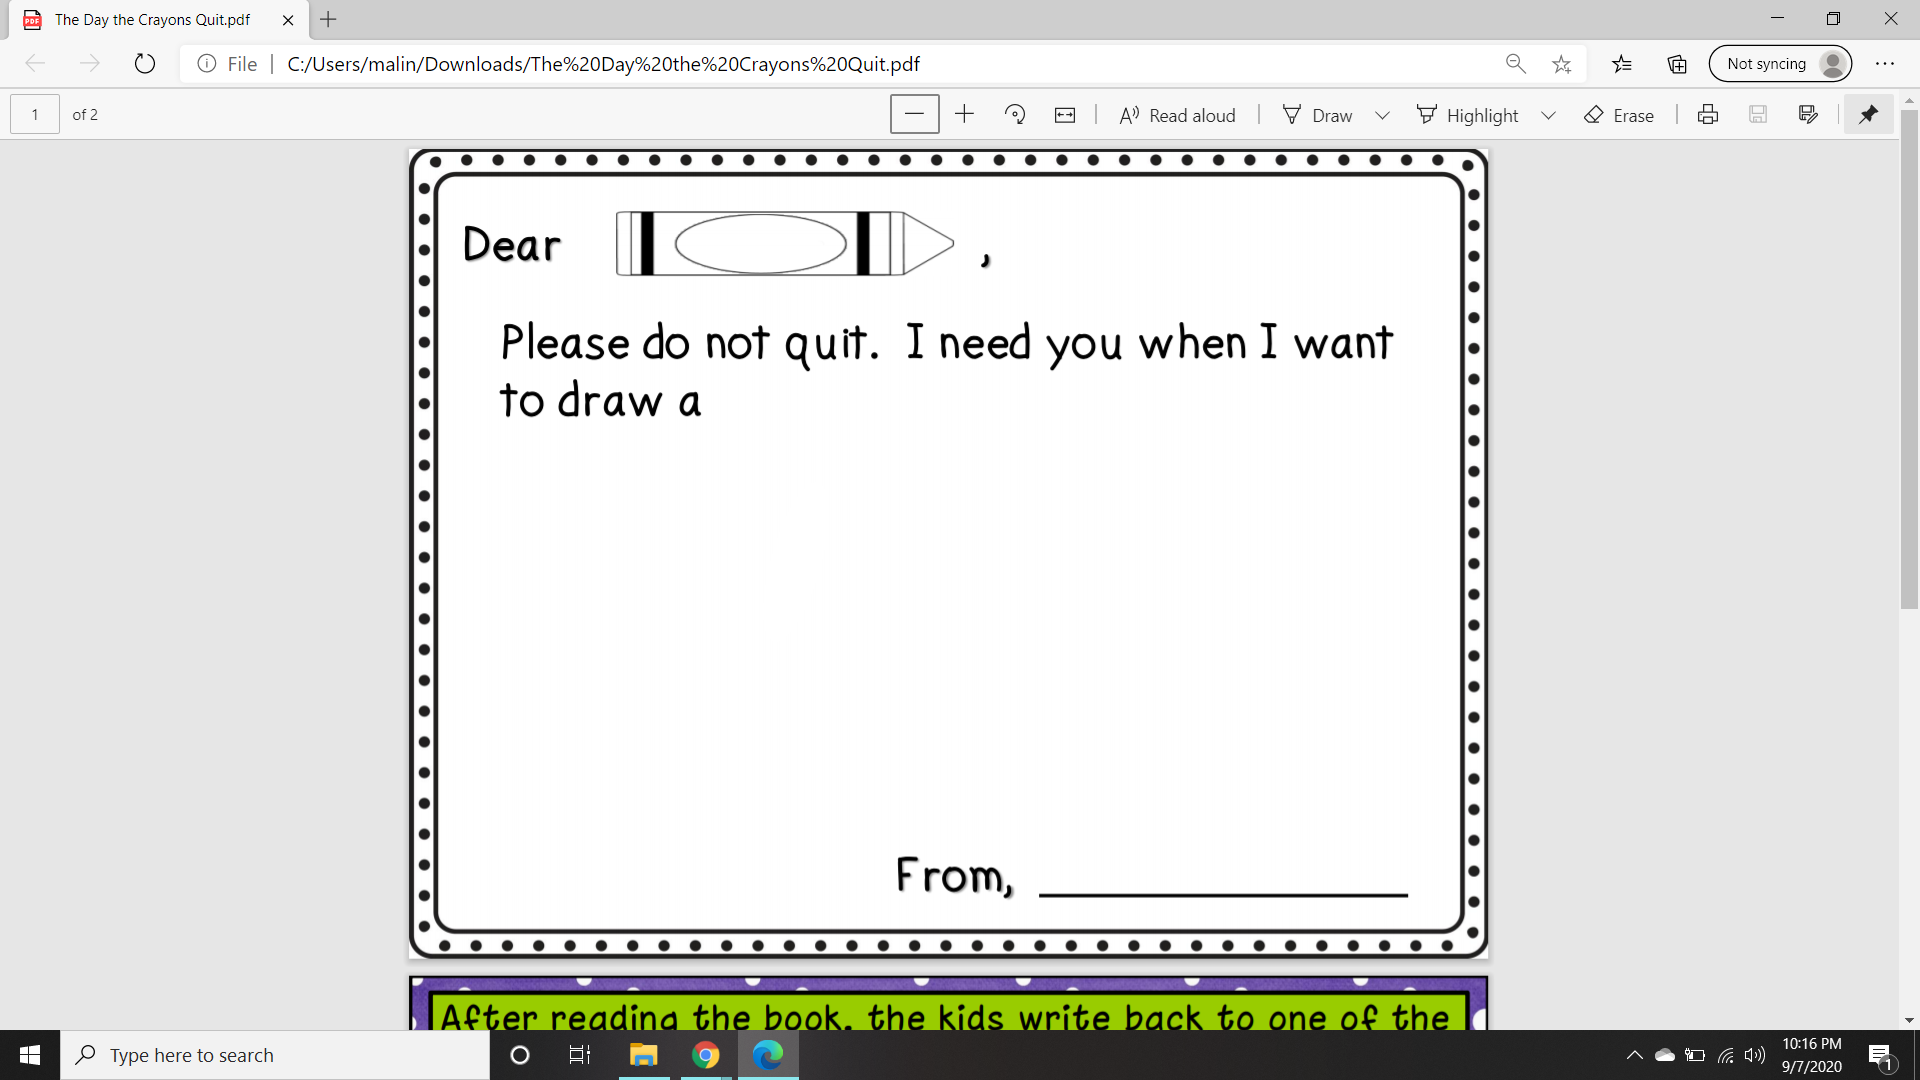 The Day the Crayons Quit.pdf
File | C:/Users/malin/Downloads/The%20Day%20the%20Crayons%20Quit.pdf
Not syncing
1 of 2
Read aloud
Draw
Highlight
Erase
Dear ,
Please do not quit. I need you when I want
to draw a
From,
After reading the book, the kids write back to one of the
Type here to search
10:16 PM
9/7/2020
1